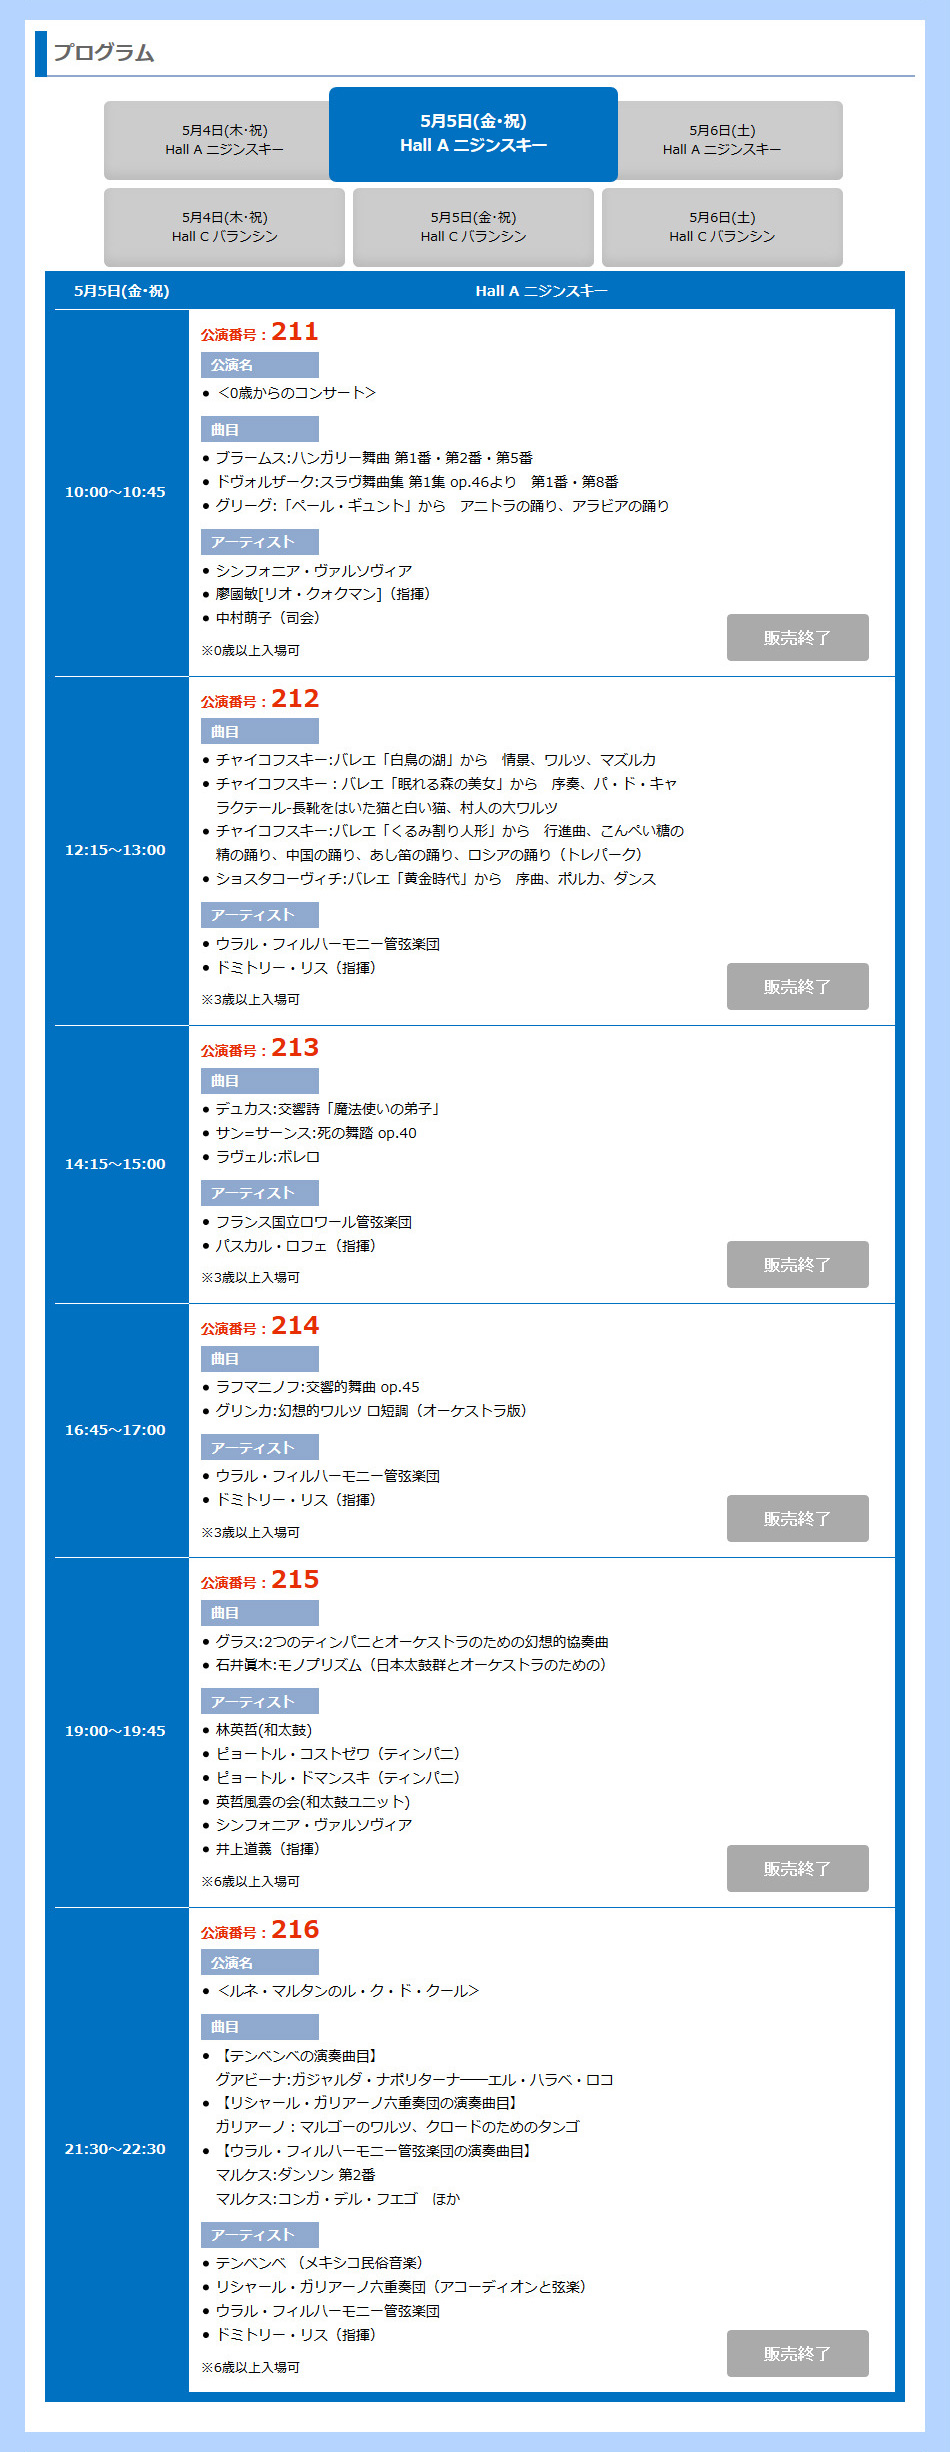 プログラム
5月4日(木･祝)
Hall A ニジンスキー
5月5日(金･祝)
Hall A ニジンスキー
5月6日(土)
Hall A ニジンスキー
5月4日(木･祝)
Hall C バランシン
5月5日(金･祝)
Hall C バランシン
5月6日(土)
Hall C バランシン
5月5日(金･祝)
Hall A ニジンスキー
10:00～10:45
公演番号：211
公演名
• ＜0歳からのコンサート＞
曲目
• ブラームス:ハンガリー舞曲 第1番・第2番・第5番
• ドヴォルザーク:スラヴ舞曲集 第1集 op.46より　第1番・第8番
• グリーグ:「ペール・ギュント」から　アニトラの踊り、アラビアの踊り
アーティスト
• シンフォニア・ヴァルソヴィア
• 廖國敏[リオ・クォクマン]（指揮）
• 中村萌子（司会）
※0歳以上入場可
販売終了
12:15～13:00
公演番号：212
曲目
• チャイコフスキー:バレエ「白鳥の湖」から　情景、ワルツ、マズルカ
• チャイコフスキー：バレエ「眠れる森の美女」から　序奏、パ・ド・キャ
ラクテール-長靴をはいた猫と白い猫、村人の大ワルツ
• チャイコフスキー:バレエ「くるみ割り人形」から　行進曲、こんぺい糖の
精の踊り、中国の踊り、あし笛の踊り、ロシアの踊り（トレパーク）
• ショスタコーヴィチ:バレエ「黄金時代」から　序曲、ポルカ、ダンス
アーティスト
• ウラル・フィルハーモニー管弦楽団
• ドミトリー・リス（指揮）
※3歳以上入場可
販売終了
14:15～15:00
公演番号：213
曲目
• デュカス:交響詩「魔法使いの弟子」
• サン=サーンス:死の舞踏 op.40
• ラヴェル:ボレロ
アーティスト
• フランス国立ロワール管弦楽団
• パスカル・ロフェ（指揮）
※3歳以上入場可
販売終了
16:45～17:00
公演番号：214
曲目
• ラフマニノフ:交響的舞曲 op.45
• グリンカ:幻想的ワルツ ロ短調（オーケストラ版）
アーティスト
• ウラル・フィルハーモニー管弦楽団
• ドミトリー・リス（指揮）
※3歳以上入場可
販売終了
19:00～19:45
公演番号：215
曲目
• グラス:2つのティンパニとオーケストラのための幻想的協奏曲
• 石井眞木:モノプリズム（日本太鼓群とオーケストラのための）
アーティスト
• 林英哲(和太鼓)
• ピョートル・コストゼワ（ティンパニ）
• ピョートル・ドマンスキ（ティンパニ）
• 英哲風雲の会(和太鼓ユニット)
• シンフォニア・ヴァルソヴィア
• 井上道義（指揮）
※6歳以上入場可
販売終了
21:30～22:30
公演番号：216
公演名
• ＜ルネ・マルタンのル・ク・ド・クール＞
曲目
• 【テンベンベの演奏曲目】
グアビーナ:ガジャルダ・ナポリターナ――エル・ハラベ・ロコ
• 【リシャール・ガリアーノ六重奏団の演奏曲目】
ガリアーノ：マルゴーのワルツ、クロードのためのタンゴ
• 【ウラル・フィルハーモニー管弦楽団の演奏曲目】
マルケス:ダンソン 第2番
マルケス:コンガ・デル・フエゴ　ほか
アーティスト
• テンベンベ （メキシコ民俗音楽）
• リシャール・ガリアーノ六重奏団（アコーディオンと弦楽）
• ウラル・フィルハーモニー管弦楽団
• ドミトリー・リス（指揮）
※6歳以上入場可
販売終了